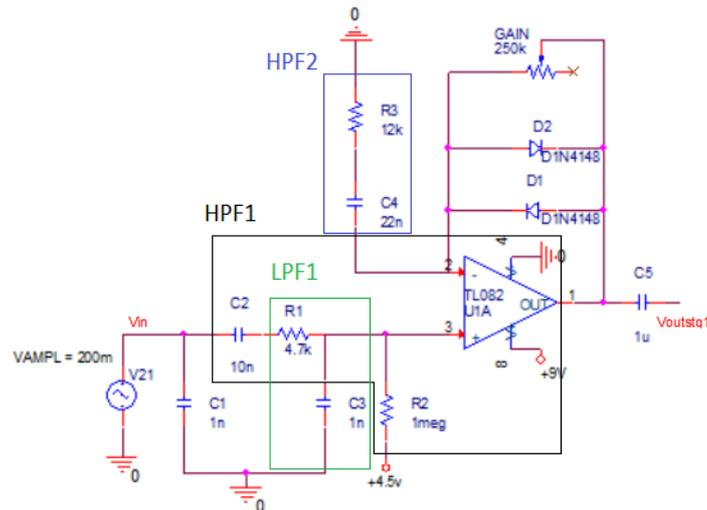 0
GAIN
250k
HPF2
R3
12k
D2
D1N4148
C4
22n
D1
D1N4148
HPF1
4
0
2
-
TL082
U1A
OUT
1
C5
1u
Voutstg1
LPF1
C2
R1
Vin
10n
4.7k
3
+
8
+9V
VAMPL = 200m
V21
C1
1n
C3
1n
R2
1meg
0
0
+4.5v